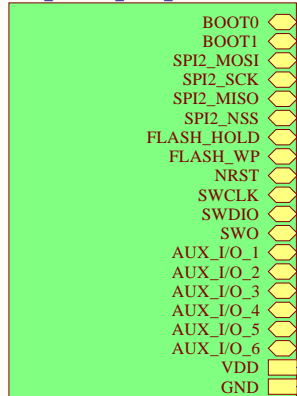 BOOT0
BOOT1
SPI2_MOSI
SPI2_SCK
SPI2_MISO
SPI2_NSS
FLASH_HOLD
FLASH_WP
NRST
SWCLK
SWDIO
SWO
AUX_I/O_1
AUX_I/O_2
AUX_I/O_3
AUX_I/O_4
AUX_I/O_5
AUX_I/O_6
VDD
GND